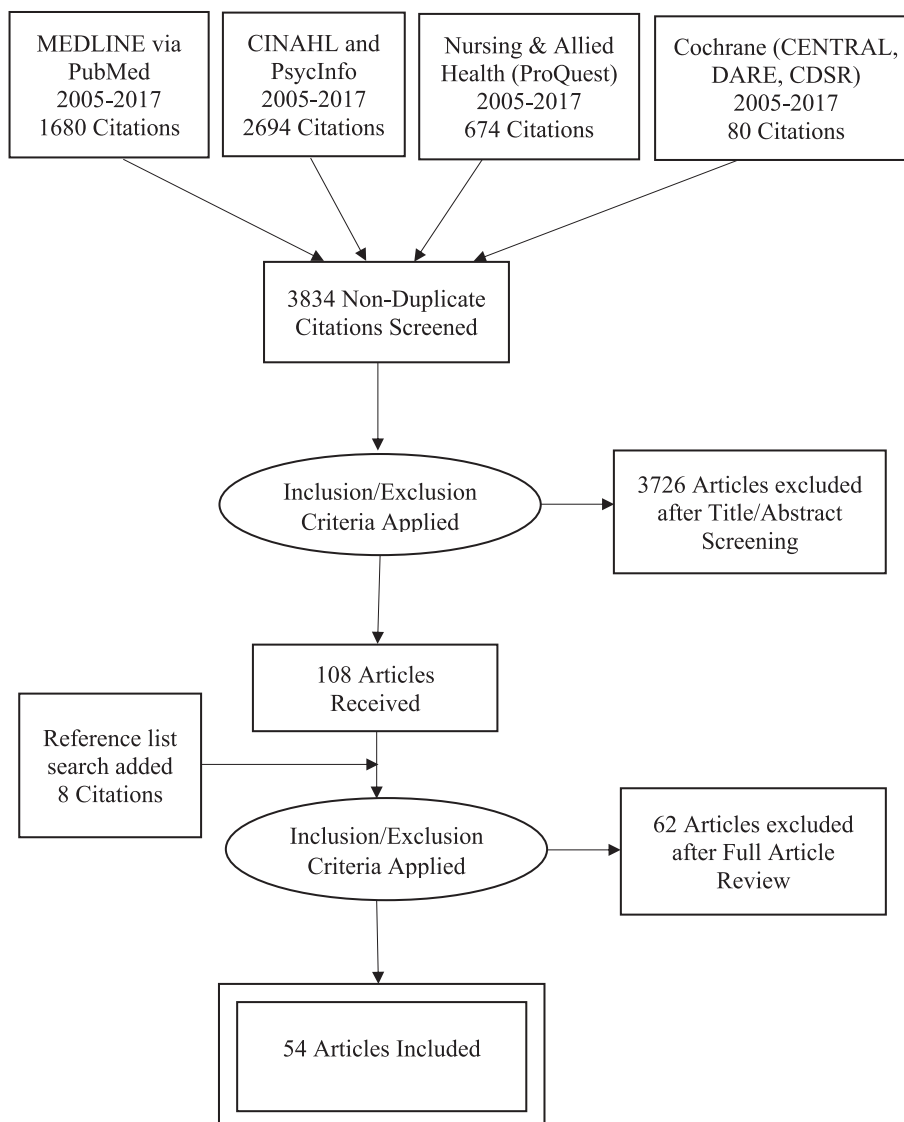 MEDLINE via
PubMed
2005-2017
1680 Citations
CINAHL and
PsycInfo
2005-2017
2694 Citations
Nursing & Allied
Health (ProQuest)
2005-2017
674 Citations
Cochrane (CENTRAL,
DARE, CDSR)
2005-2017
80 Citations
3834 Non-Duplicate
Citations Screened
Inclusion/Exclusion
Criteria Applied
3726 Articles excluded
after Title/Abstract
Screening
108 Articles
Received
Reference list
search added
8 Citations
Inclusion/Exclusion
Criteria Applied
62 Articles excluded
after Full Article
Review
54 Articles Included